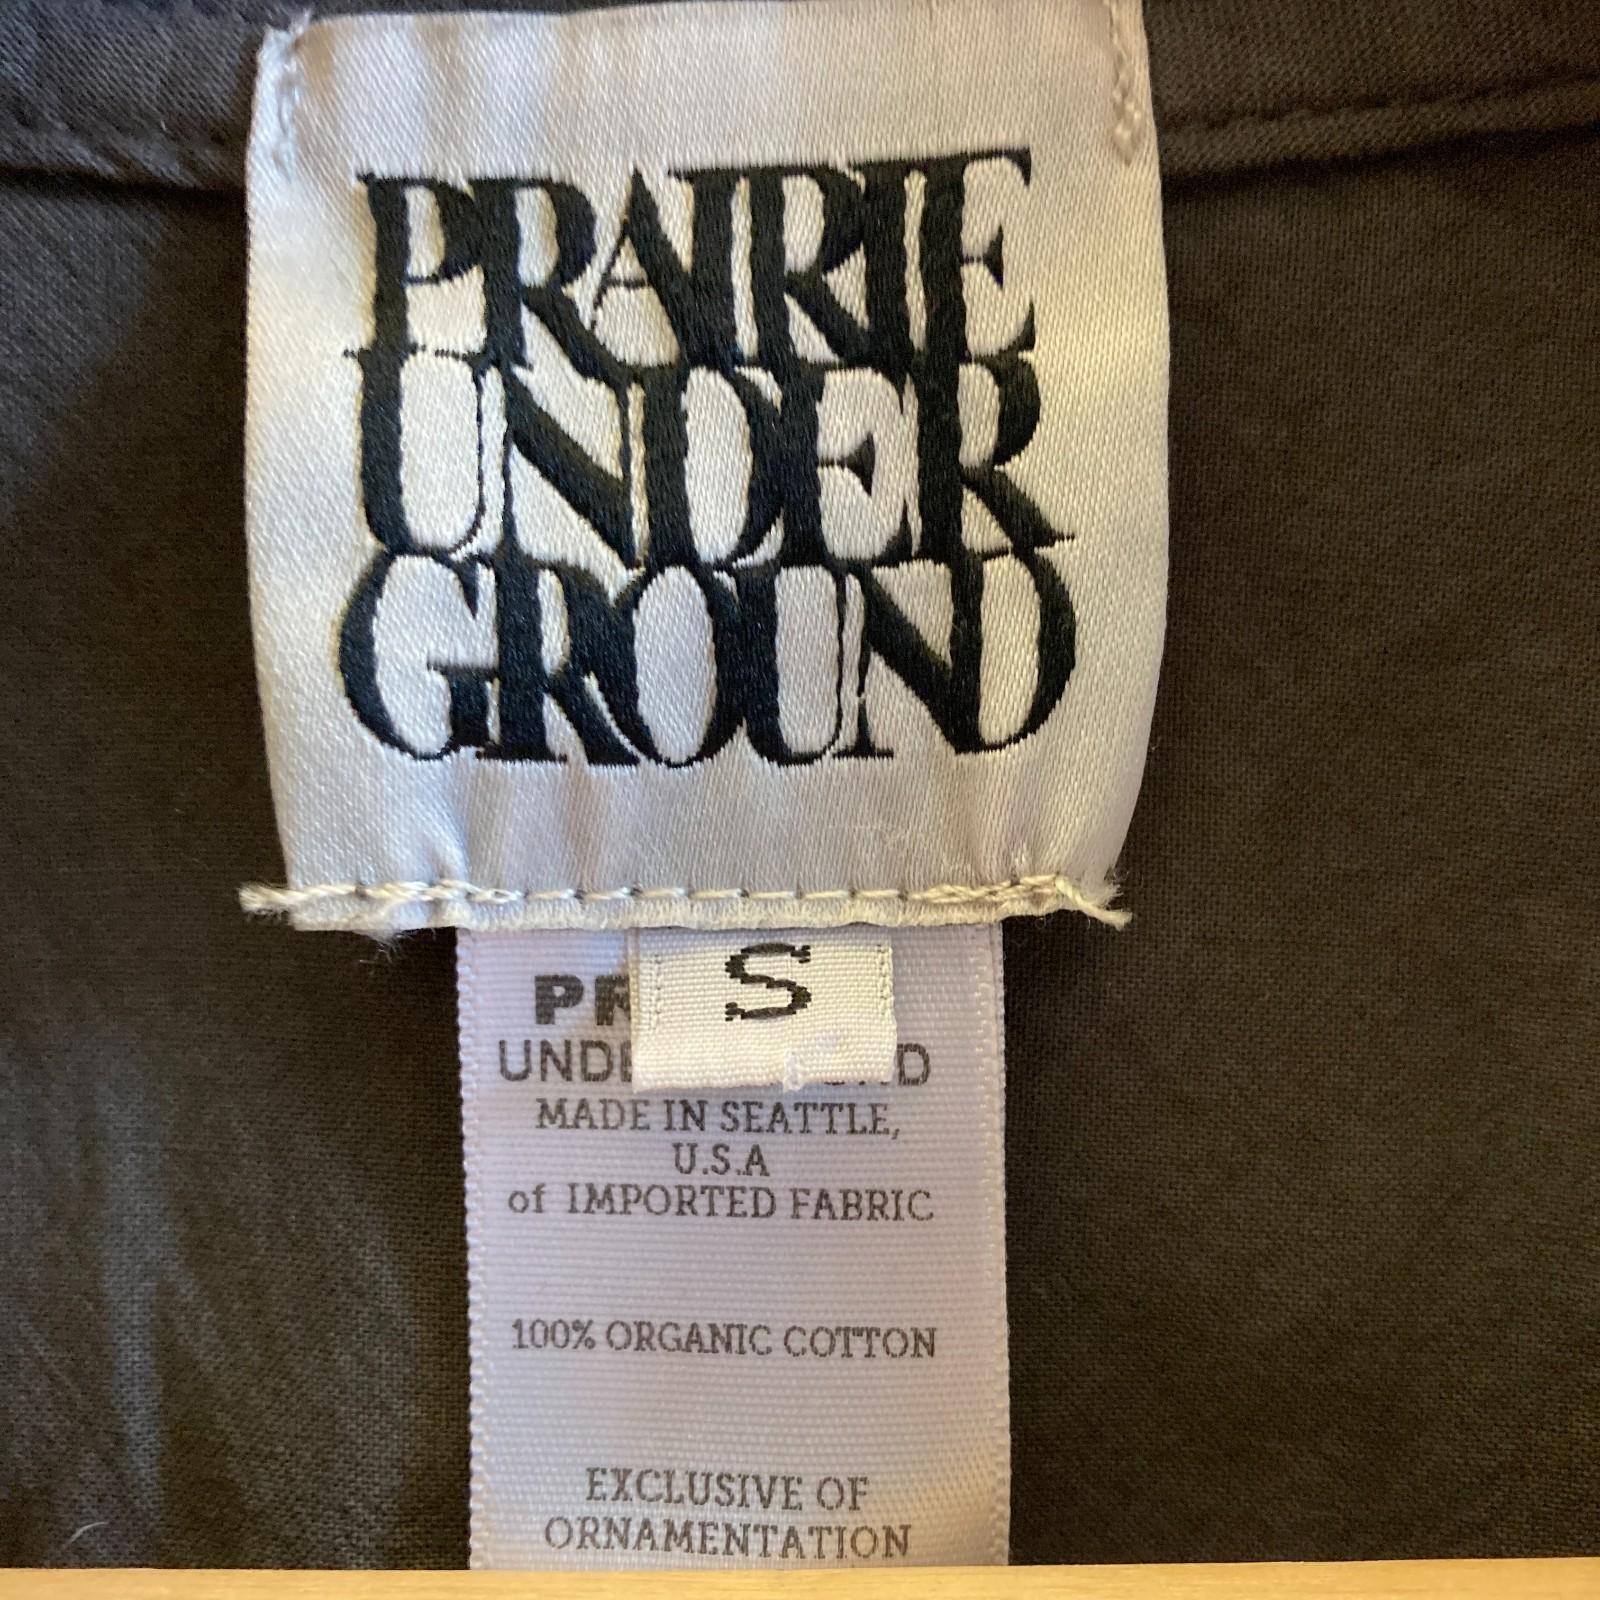 PRAIRIE
UNDER
GROUND
S
MADE IN SEATTLE,
U.S.A
of IMPORTED FABRIC
100% ORGANIC COTTON
EXCLUSIVE OF
ORNAMENTATION